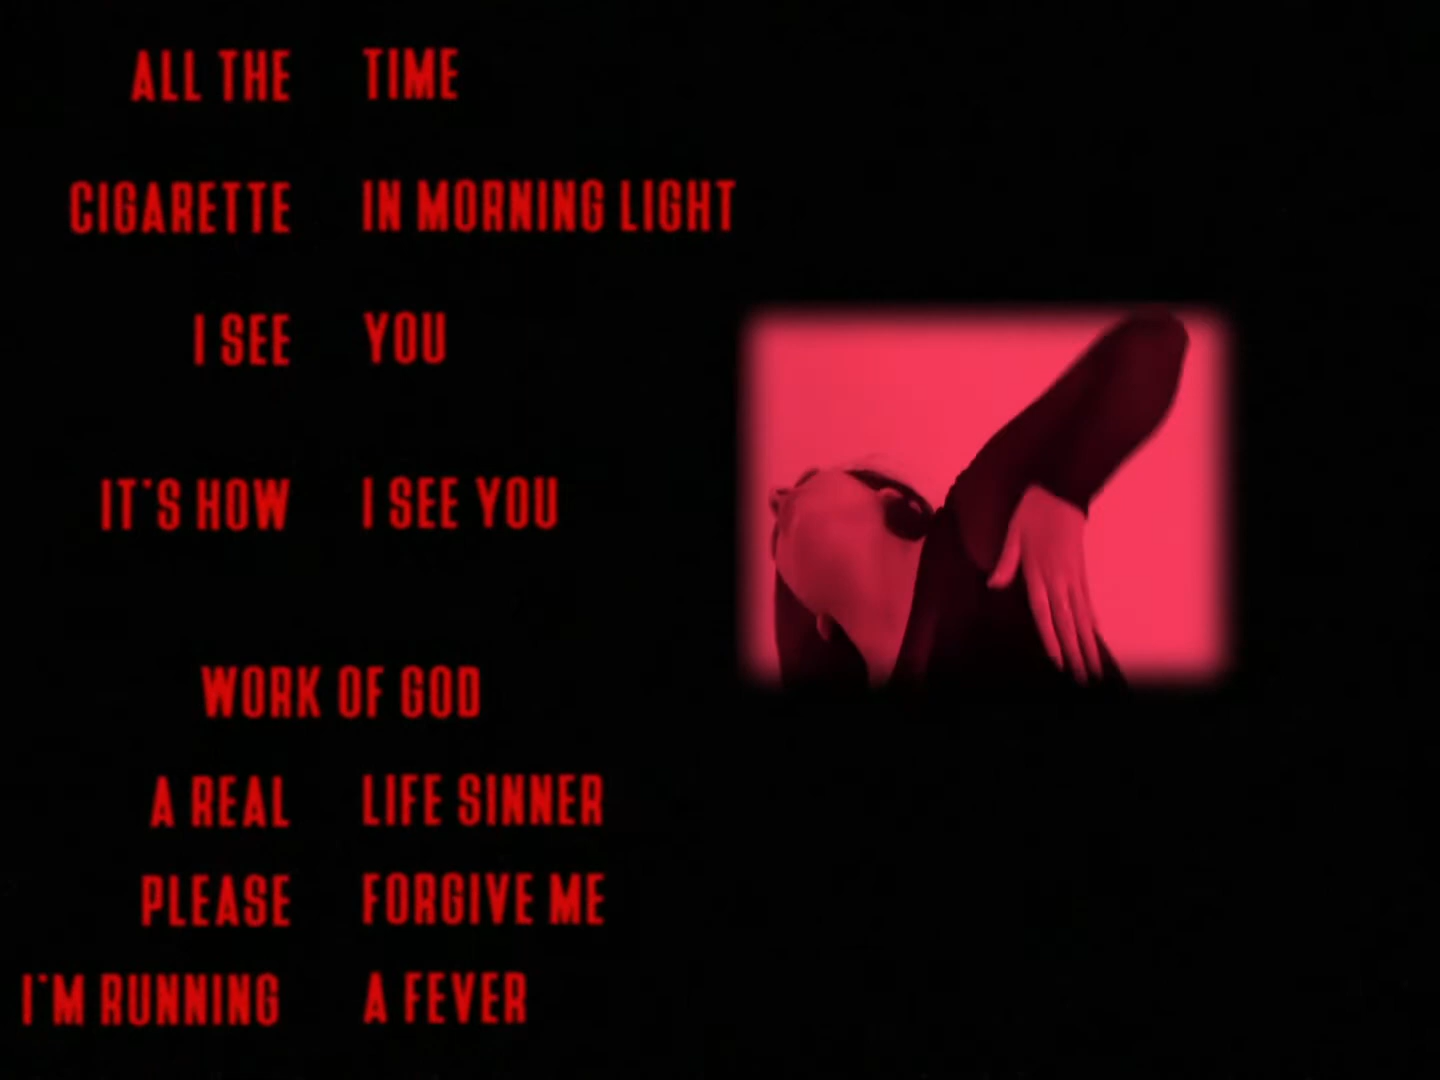 ALL THE TIME
CIGARETTE IN MORNING LIGHT
I SEE YOU
IT'S HOW I SEE YOU
WORK OF GOD
A REAL LIFE SINNER
PLEASE FORGIVE ME
I'M RUNNING A FEVER